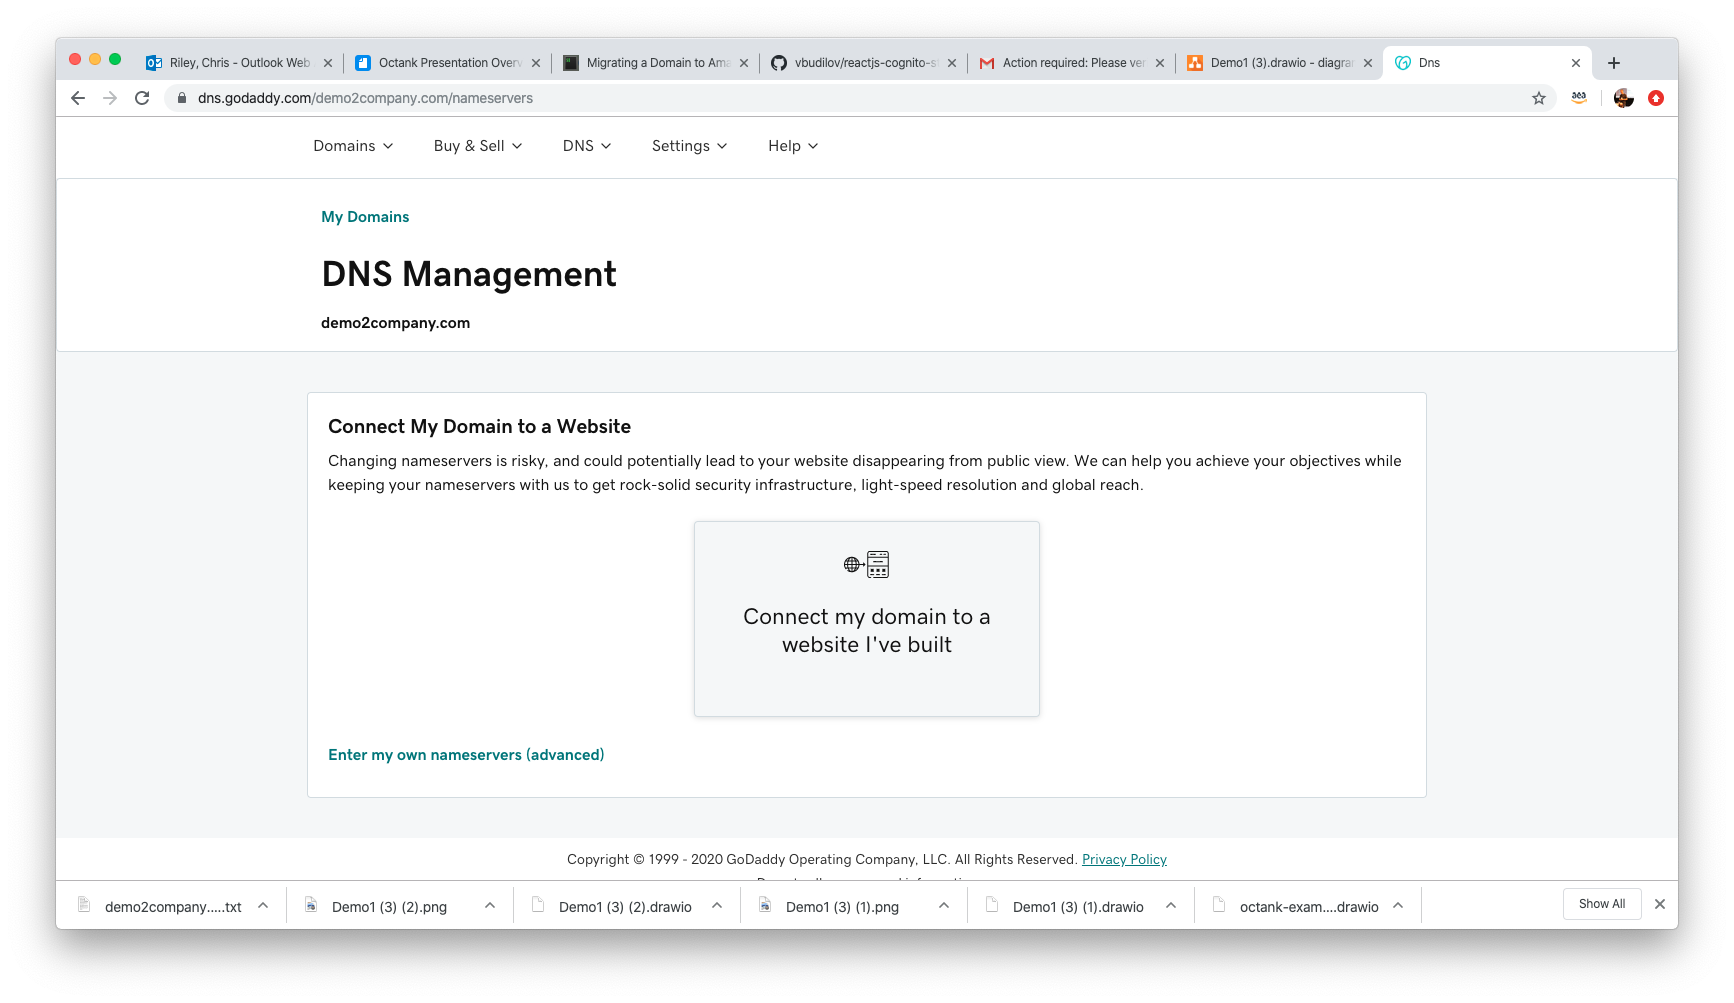 Riley, Chris - Outlook Web
Octank Presentation Overv
Migrating a Domain to Ama
vbudilov/reactjs-cognito-s
Action required: Please ver
Demo1 (3).drawio - diagra
Dns
dns.godaddy.com/demo2company.com/nameservers
Domains
Buy & Sell
DNS
Settings
Help
My Domains
DNS Management
demo2company.com
Connect My Domain to a Website
Changing nameservers is risky, and could potentially lead to your website disappearing from public view. We can help you achieve your objectives while
keeping your nameservers with us to get rock-solid security infrastructure, light-speed resolution and global reach.
Connect my domain to a
website I've built
Enter my own nameservers (advanced)
Copyright © 1999 - 2020 GoDaddy Operating Company, LLC. All Rights Reserved. Privacy Policy
demo2company.....txt
Demo1 (3) (2).png
Demo1 (3) (2).drawio
Demo1 (3) (1).png
Demo1 (3) (1).drawio
octank-exam....drawio
Show All